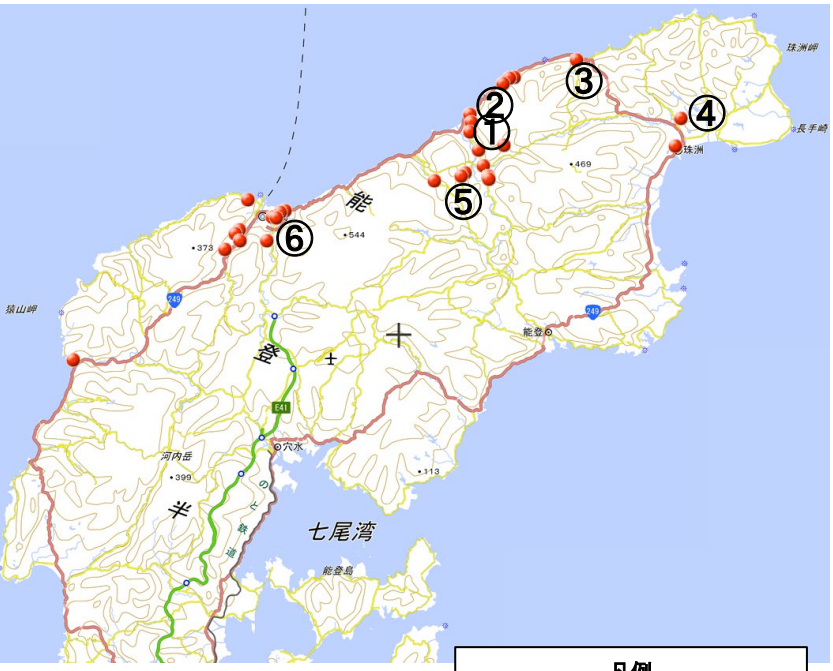 珠洲岬
③
②
④
①
長手崎
珠洲
・469
能
⑤
⑥
・544
・373
249
猿山岬
249
能登
登
E41
穴水
河内岳
・399
・113
半
のと鉄道
七尾湾
能登島